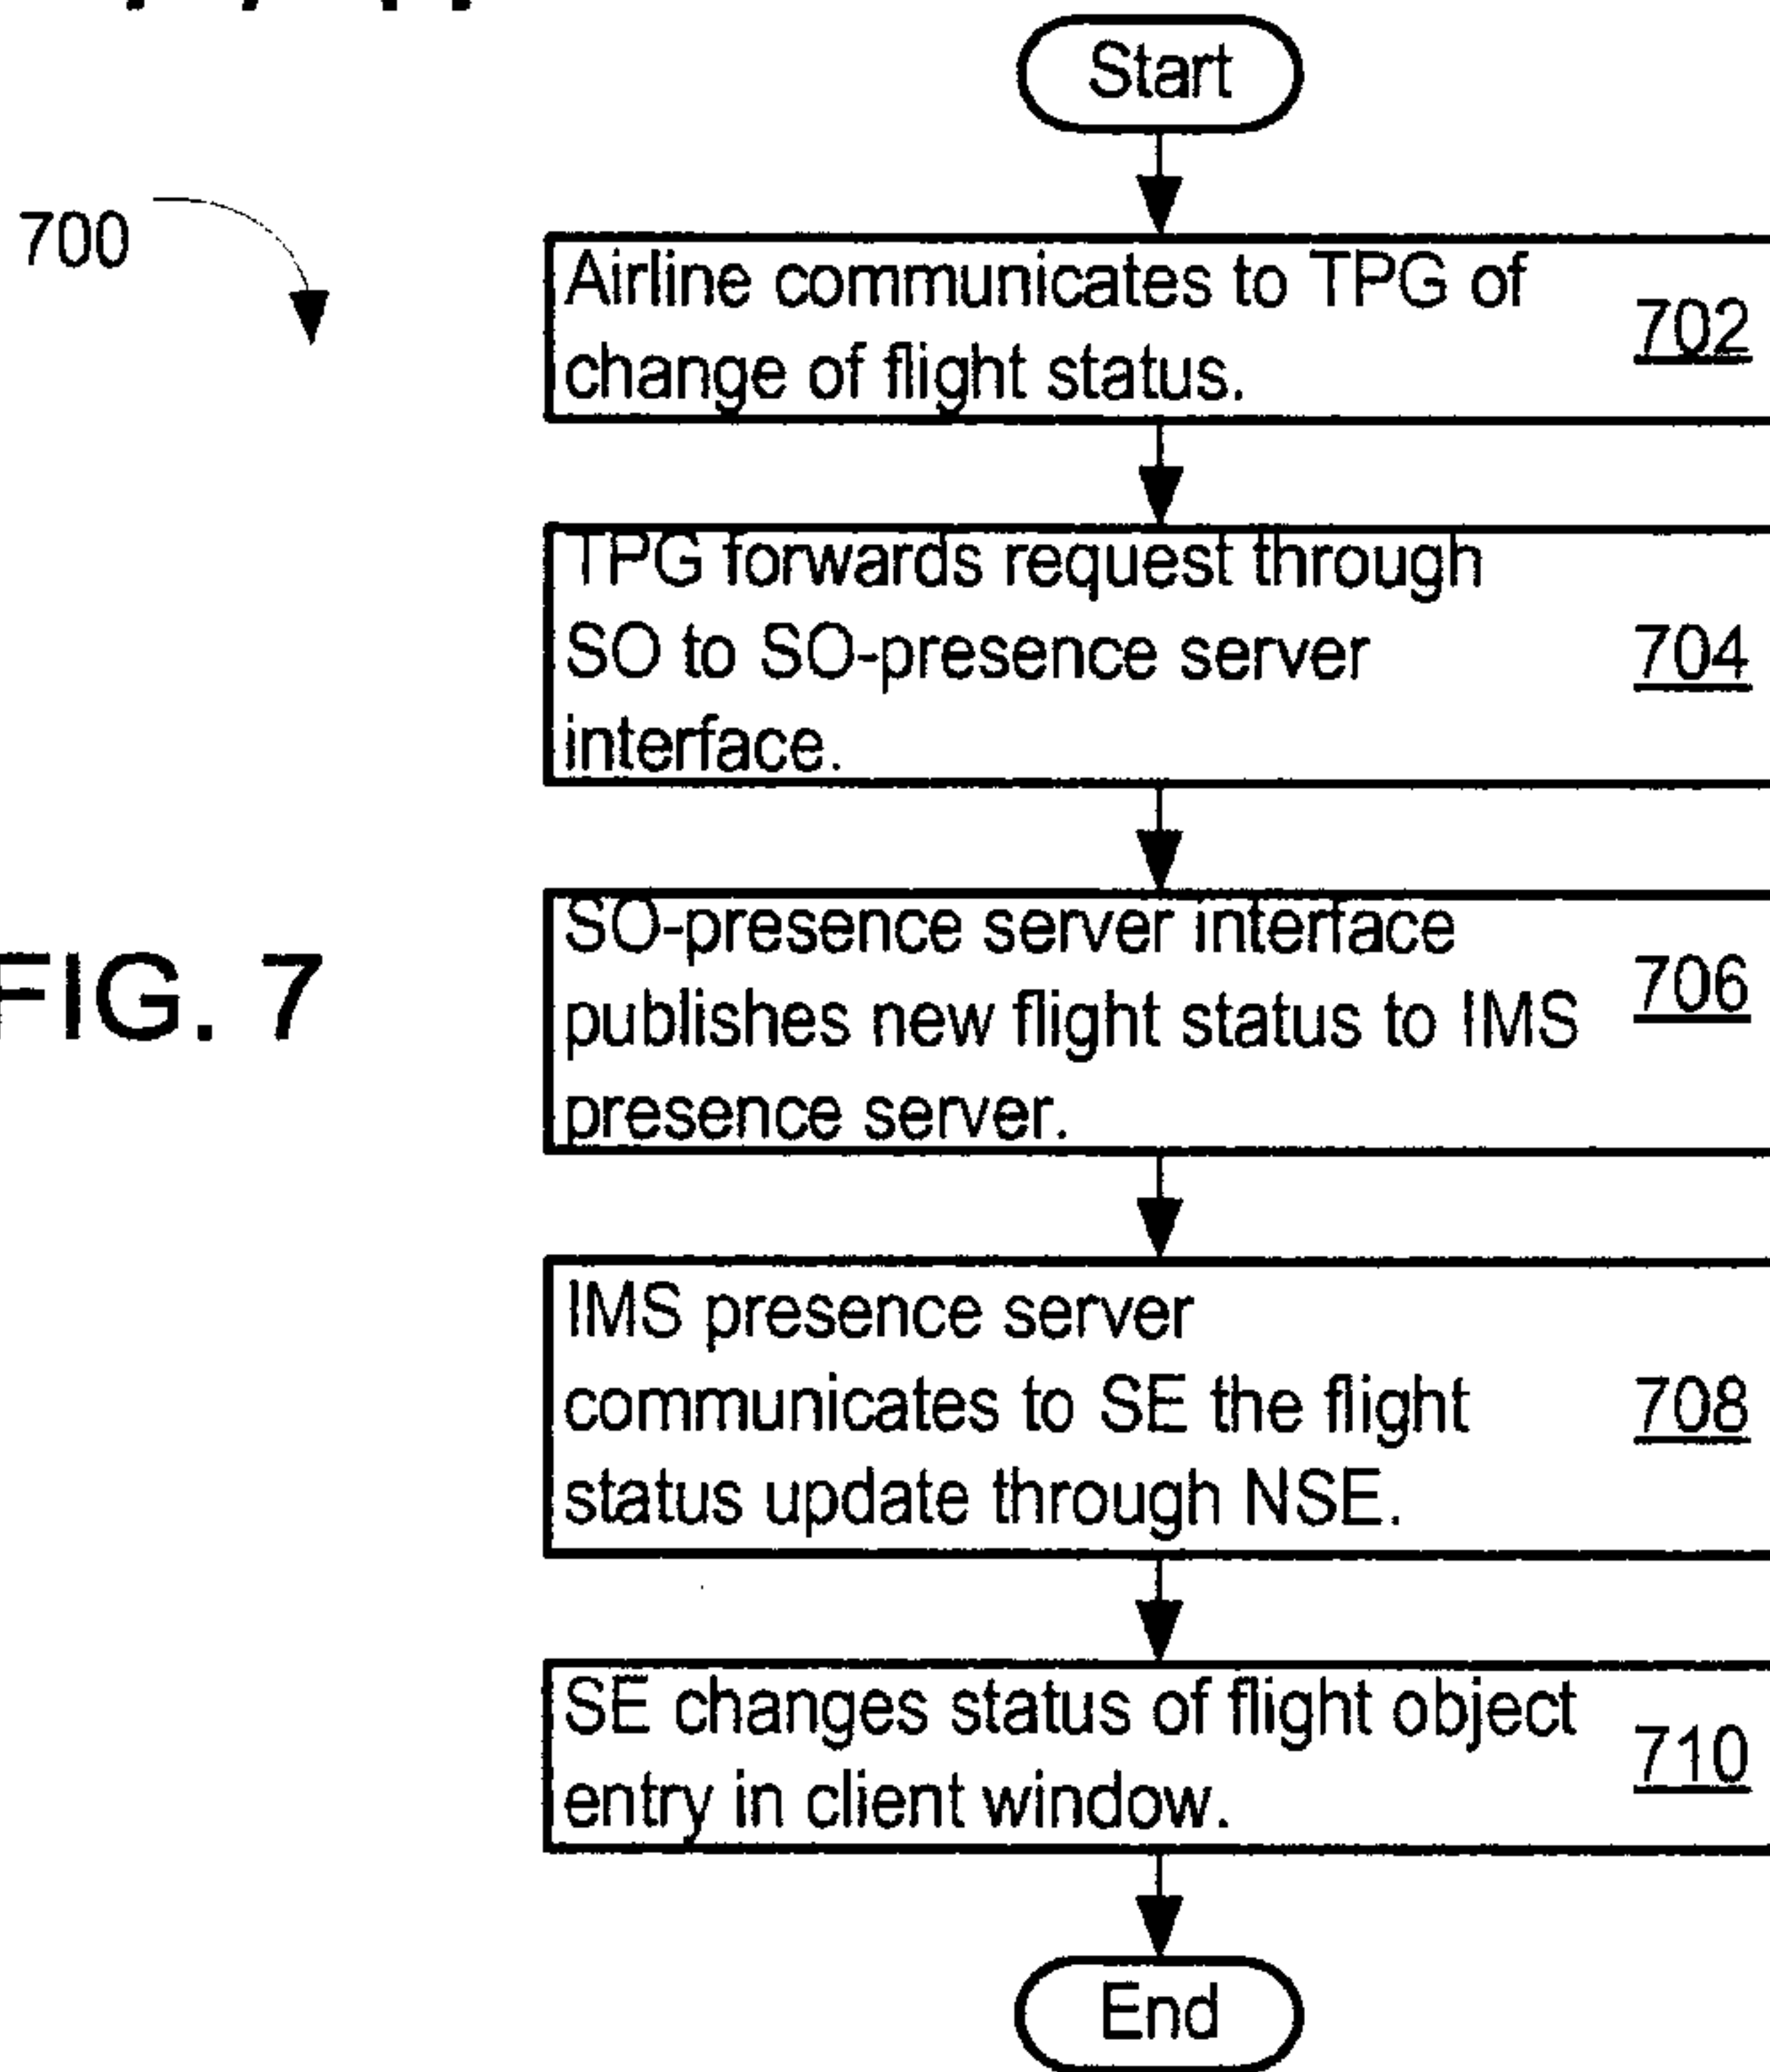 Start
700
Airline communicates to TPG of
change of flight status.
702
TPG forwards request through
SO to SO-presence server
interface.
704
FIG. 7
SO-presence server interface
publishes new flight status to IMS
presence server.
706
IMS presence server
communicates to SE the flight
status update through NSE.
708
SE changes status of flight object
entry in client window.
710
End